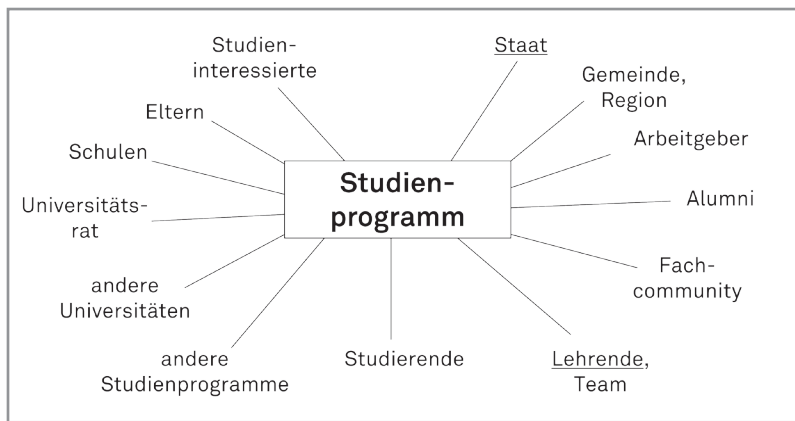 Studien-
interessierte
Staat
Gemeinde,
Region
Eltern
Arbeitgeber
Schulen
Studien-
programm
Universitäts-
rat
Alumni
andere
Universitäten
Fach-
community
andere
Studienprogramme
Studierende
Lehrende,
Team